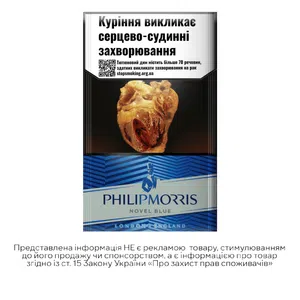 Куріння викликає
серцево-судинні
захворювання
Тютюновий дим містить більше 70 речовин,
здатних викликати захворювання на рак
stopsmoking.org.ua
PHILIP MORRIS
NOVEL BLUE
LONDON ENGLAND
Представлена інформація НЕ є рекламою товару, стимулюванням
до його продажу чи спонсорством, а є інформацією про товар
згідно із ст. 15 Закону України «Про захист прав споживачів»